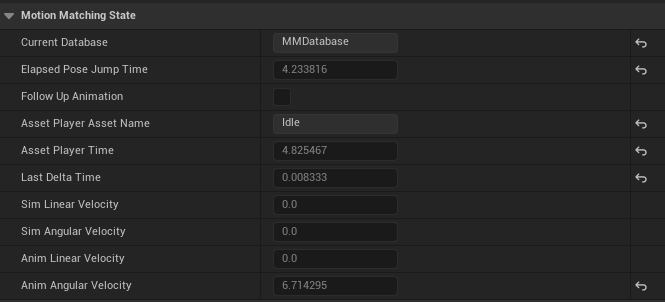 Motion Matching State
Current Database MMDatabase
Elapsed Pose Jump Time 4.233816
Follow Up Animation
Asset Player Asset Name Idle
Asset Player Time 4.825467
Last Delta Time 0.008333
Sim Linear Velocity 0.0
Sim Angular Velocity 0.0
Anim Linear Velocity 0.0
Anim Angular Velocity 6.714295